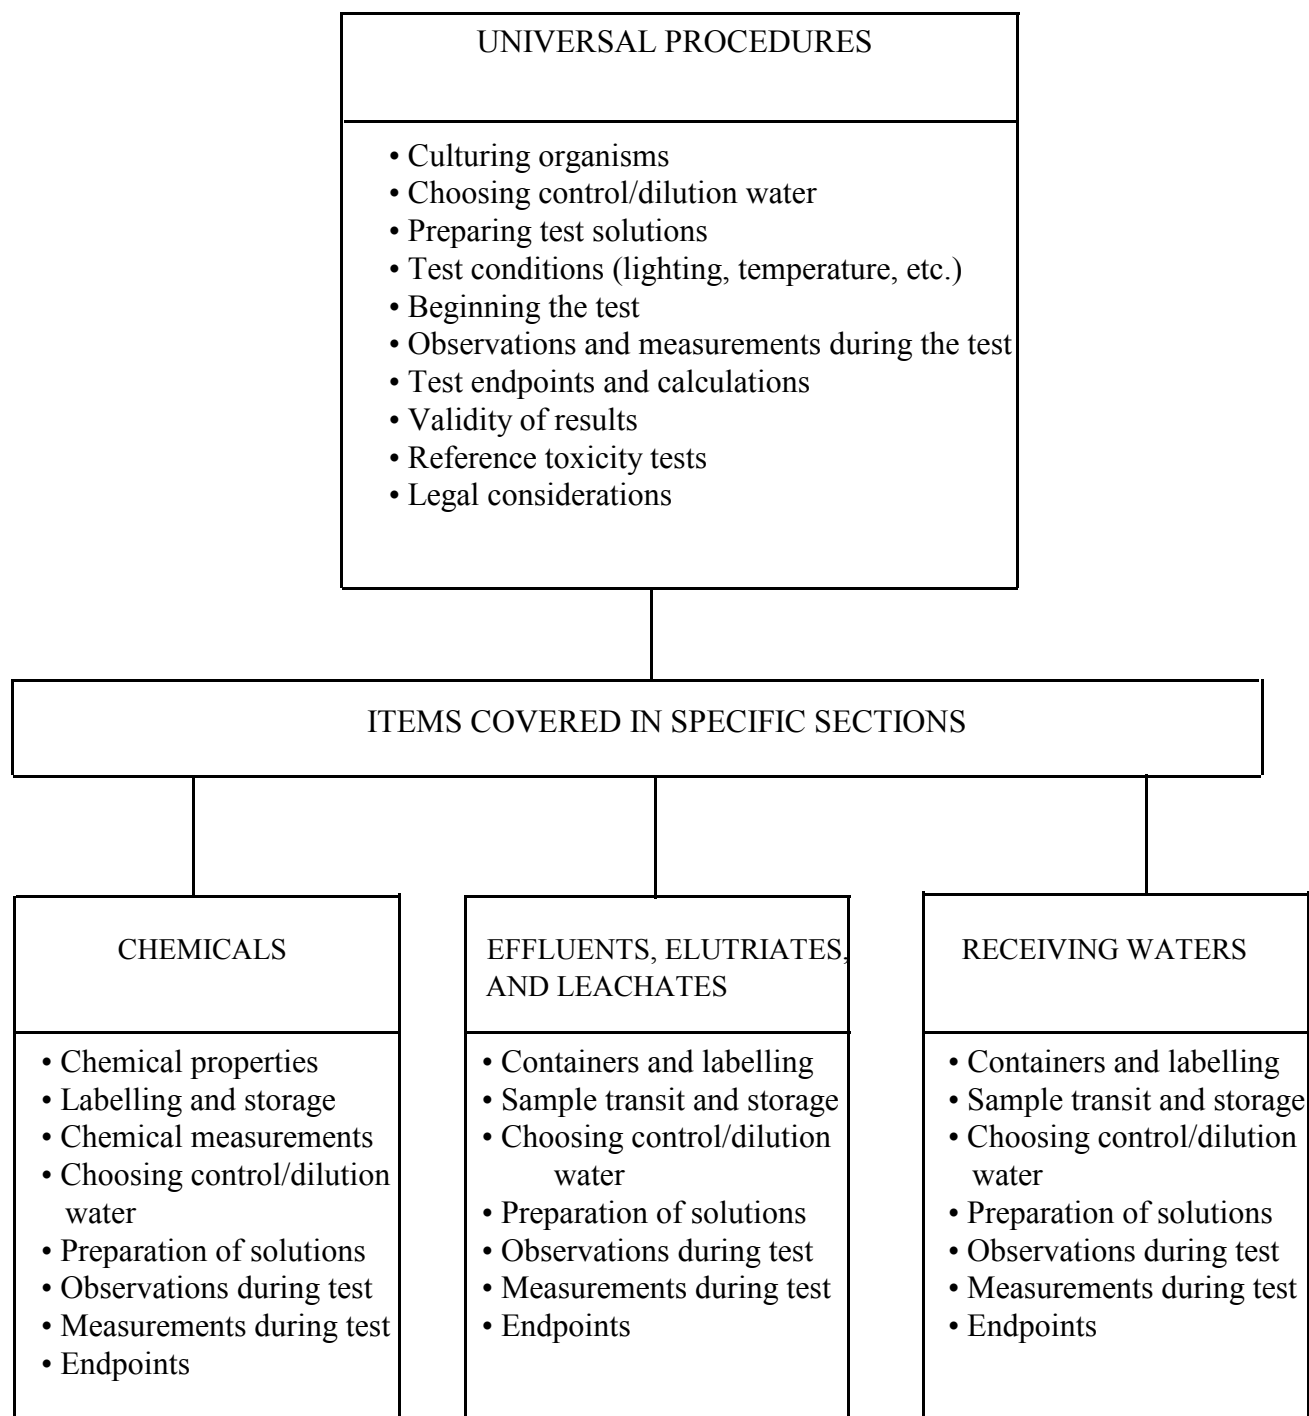 UNIVERSAL PROCEDURES
• Culturing organisms
• Choosing control/dilution water
• Preparing test solutions
• Test conditions (lighting, temperature, etc.)
• Beginning the test
• Observations and measurements during the test
• Test endpoints and calculations
• Validity of results
• Reference toxicity tests
• Legal considerations
ITEMS COVERED IN SPECIFIC SECTIONS
CHEMICALS
• Chemical properties
• Labelling and storage
• Chemical measurements
• Choosing control/dilution
water
• Preparation of solutions
• Observations during test
• Measurements during test
• Endpoints
EFFLUENTS, ELUTRIATES,
AND LEACHATES
• Containers and labelling
• Sample transit and storage
• Choosing control/dilution
water
• Preparation of solutions
• Observations during test
• Measurements during test
• Endpoints
RECEIVING WATERS
• Containers and labelling
• Sample transit and storage
• Choosing control/dilution
water
• Preparation of solutions
• Observations during test
• Measurements during test
• Endpoints